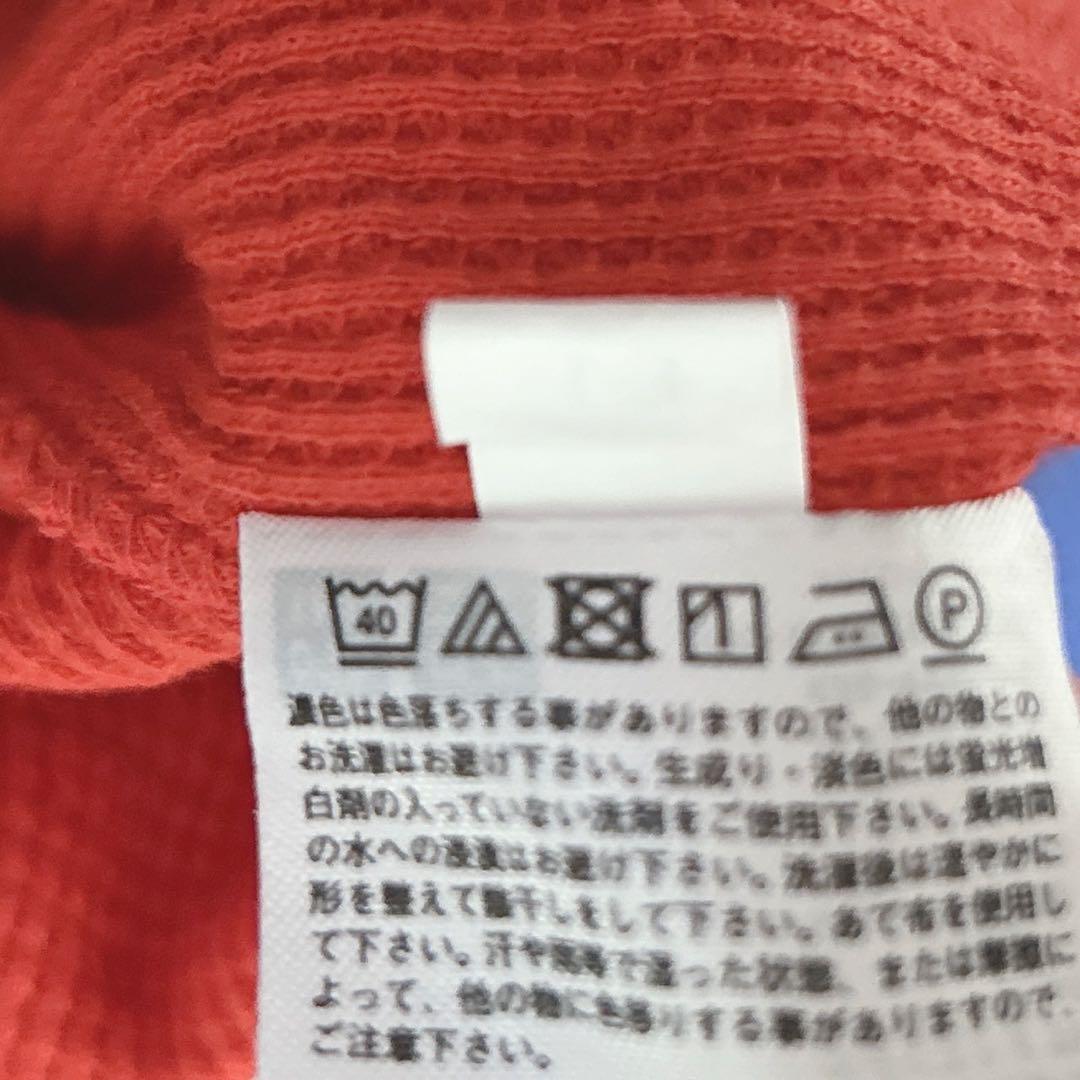 40 P
濃色は色落ちする事がありますので、他の物との
お洗濯はお避け下さい。生成り・淡色には蛍光増
白剤の入っていない洗剤をご使用下さい。長時間
の水への浸漬はお避け下さい。洗濯後は速やかに
形を整えて陰干しをして下さい。あて布を使用し
て下さい。汗や雨等で湿った状態、または摩擦に
よって、他の物に色移りする事がありますので、
ご注意下さい。